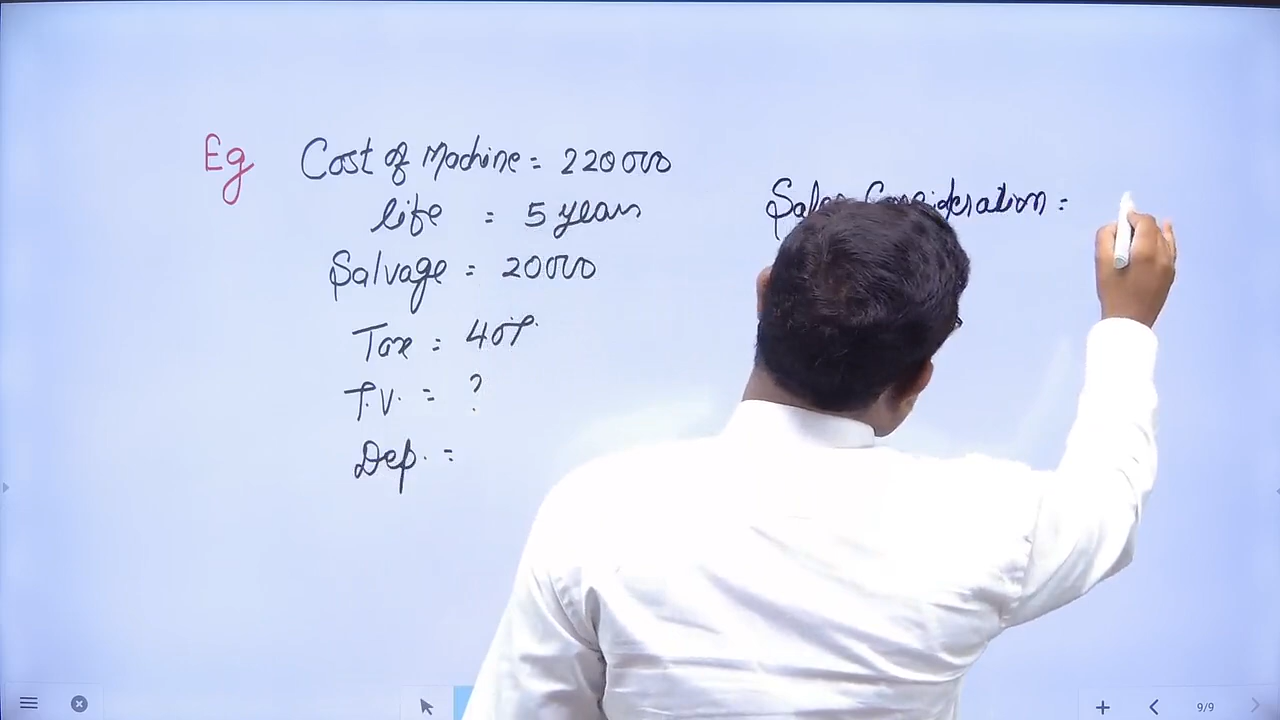 Eg Cost of Machine = 220000
life = 5 years
Salvage = 20000
Tax = 40%
T.V. = ?
Dep. =
Sales Consideration =
9/9